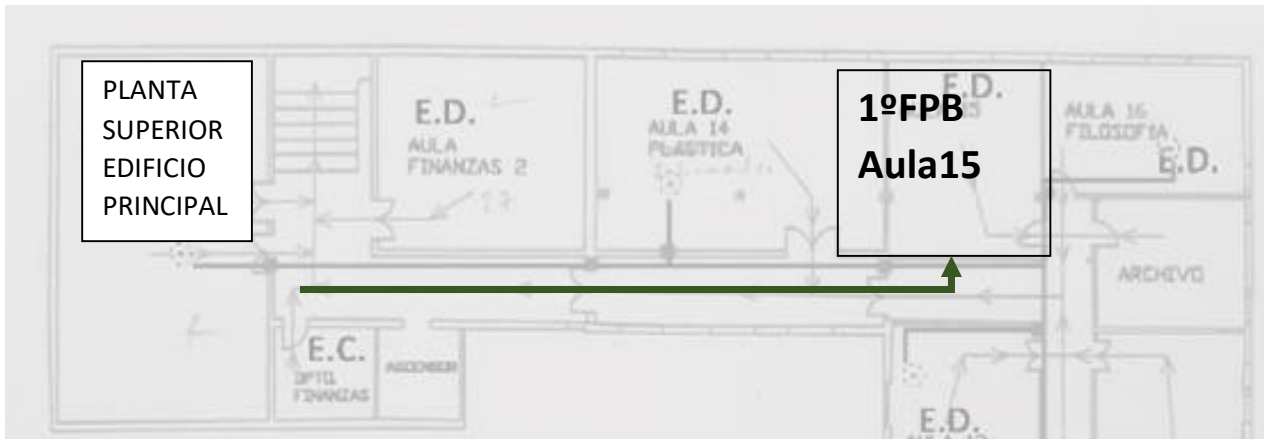 PLANTA
SUPERIOR
EDIFICIO
PRINCIPAL
E.D.
AULA
FINANZAS 2
17
E.D.
AULA 14
PLASTICA
1ºFPB
Aula15
E.D.
AULA 16
FILOSOFIA
E.D.
ARCHIVO
E.C.
DPTO.
FINANZAS
ASCENSOR
E.D.